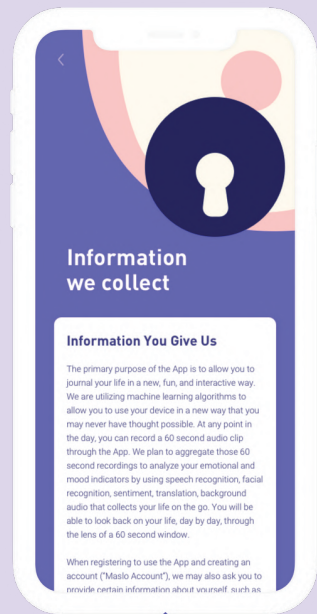 Information
we collect
Information You Give Us
The primary purpose of the App is to allow you to
journal your life in a new, fun, and interactive way.
We are utilizing machine learning algorithms to
allow you to use your device in a new way that you
may never have thought possible. At any point in
the day, you can record a 60 second audio clip
through the App. We plan to aggregate those 60
second recordings to analyze your emotional and
mood indicators by using speech recognition, facial
recognition, sentiment, translation, background
audio that collects your life on the go. You will be
able to look back on your life, day by day, through
the lens of a 60 second window.
When registering to use the App and creating an
account ("Maslo Account"), we may also ask you to
provide certain information about yourself, such as